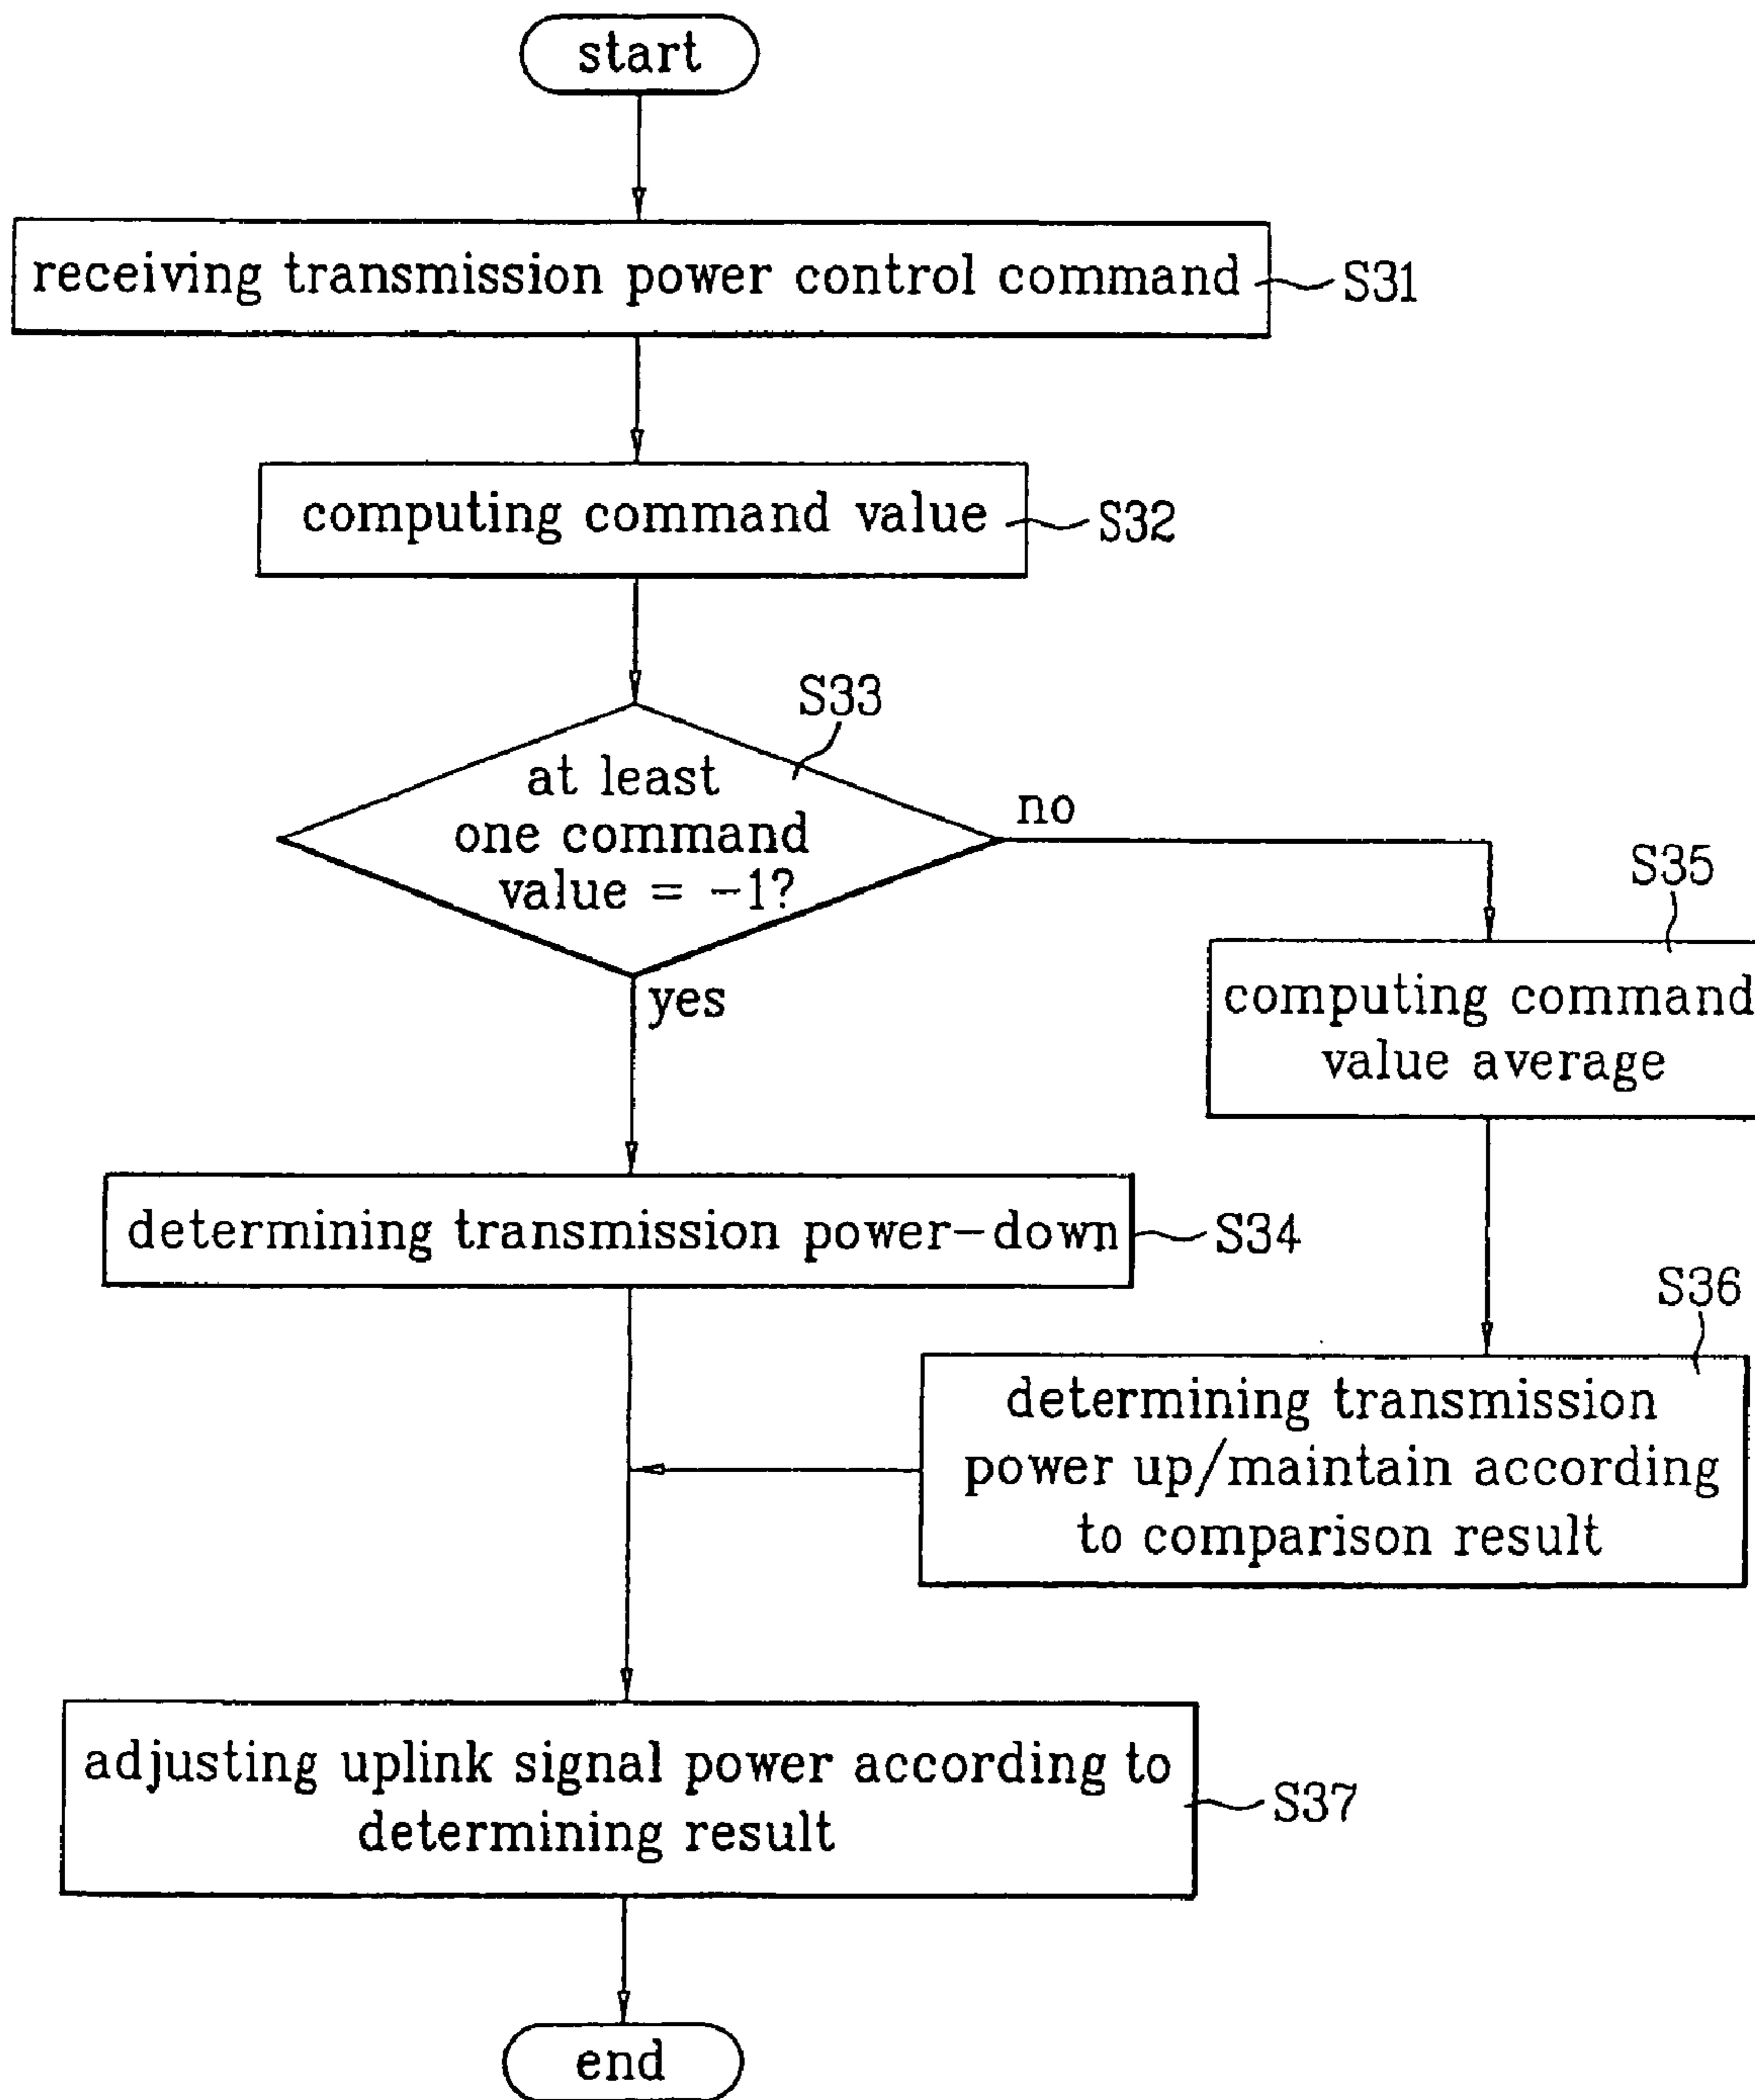 start
receiving transmission power control command
S31
computing command value
S32
S33
at least
one command
value = -1?
no
yes
S35
computing command
value average
determining transmission power-down
S34
S36
determining transmission
power up/maintain according
to comparison result
adjusting uplink signal power according to
determining result
S37
end